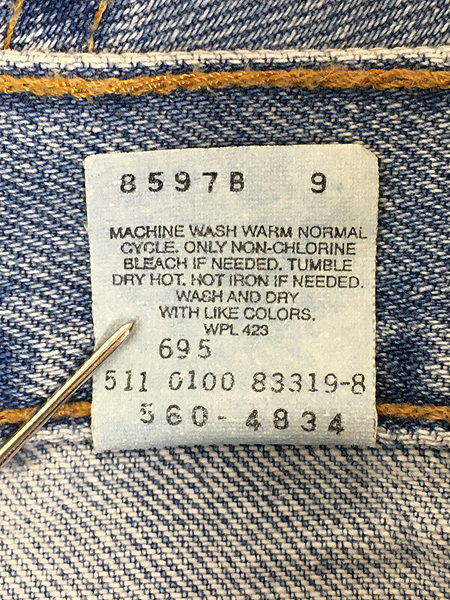 8597B 9
MACHINE WASH WARM NORMAL
CYCLE. ONLY NON-CHLORINE
BLEACH IF NEEDED. TUMBLE
DRY HOT. HOT IRON IF NEEDED.
WASH AND DRY
WITH LIKE COLORS.
WPL 423
695
511 0100 83319-8
560-4834